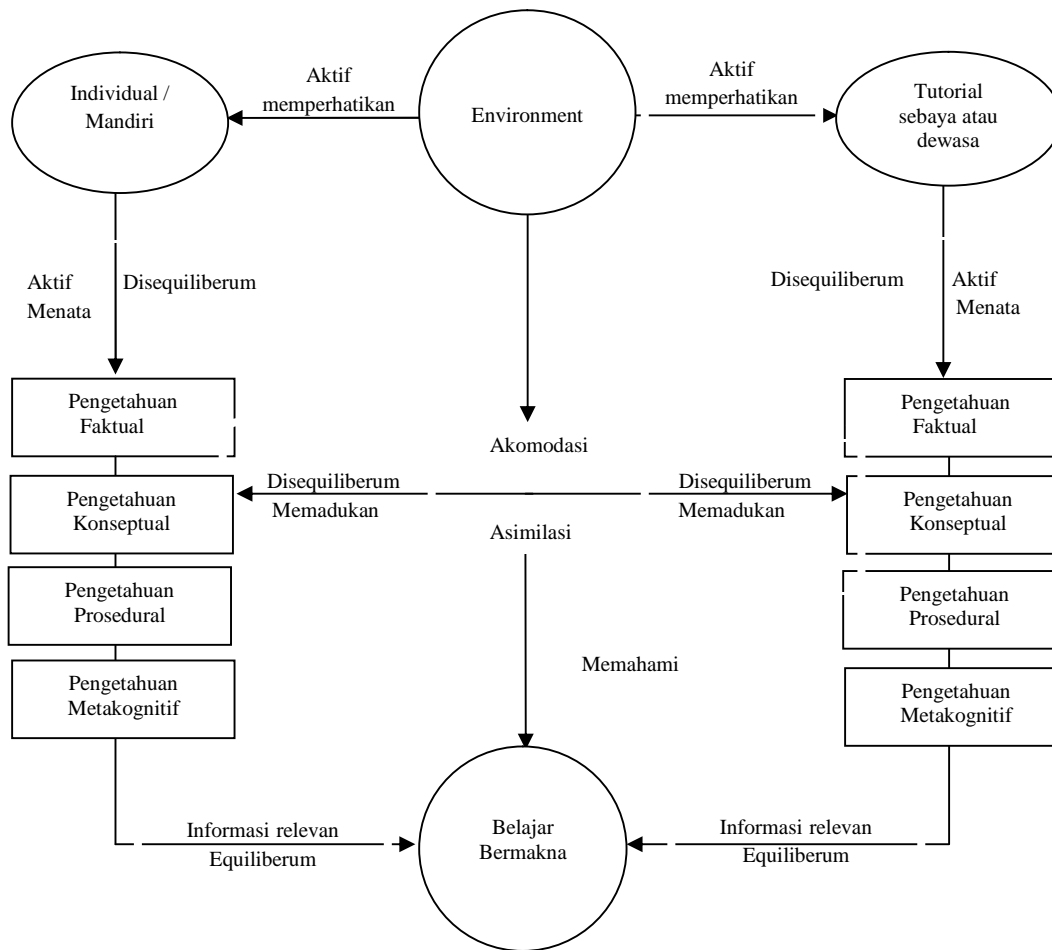 Individual /
Mandiri
Aktif
memperhatikan
Environment
Aktif
memperhatikan
Tutorial
sebaya atau
dewasa
Aktif
Menata
Disequiliberum
Disequiliberum
Aktif
Menata
Pengetahuan
Faktual
Akomodasi
Pengetahuan
Faktual
Pengetahuan
Konseptual
Disequiliberum
Memadukan
Disequiliberum
Memadukan
Pengetahuan
Konseptual
Asimilasi
Pengetahuan
Prosedural
Pengetahuan
Prosedural
Memahami
Pengetahuan
Metakognitif
Pengetahuan
Metakognitif
Informasi relevan
Equiliberum
Belajar
Bermakna
Informasi relevan
Equiliberum